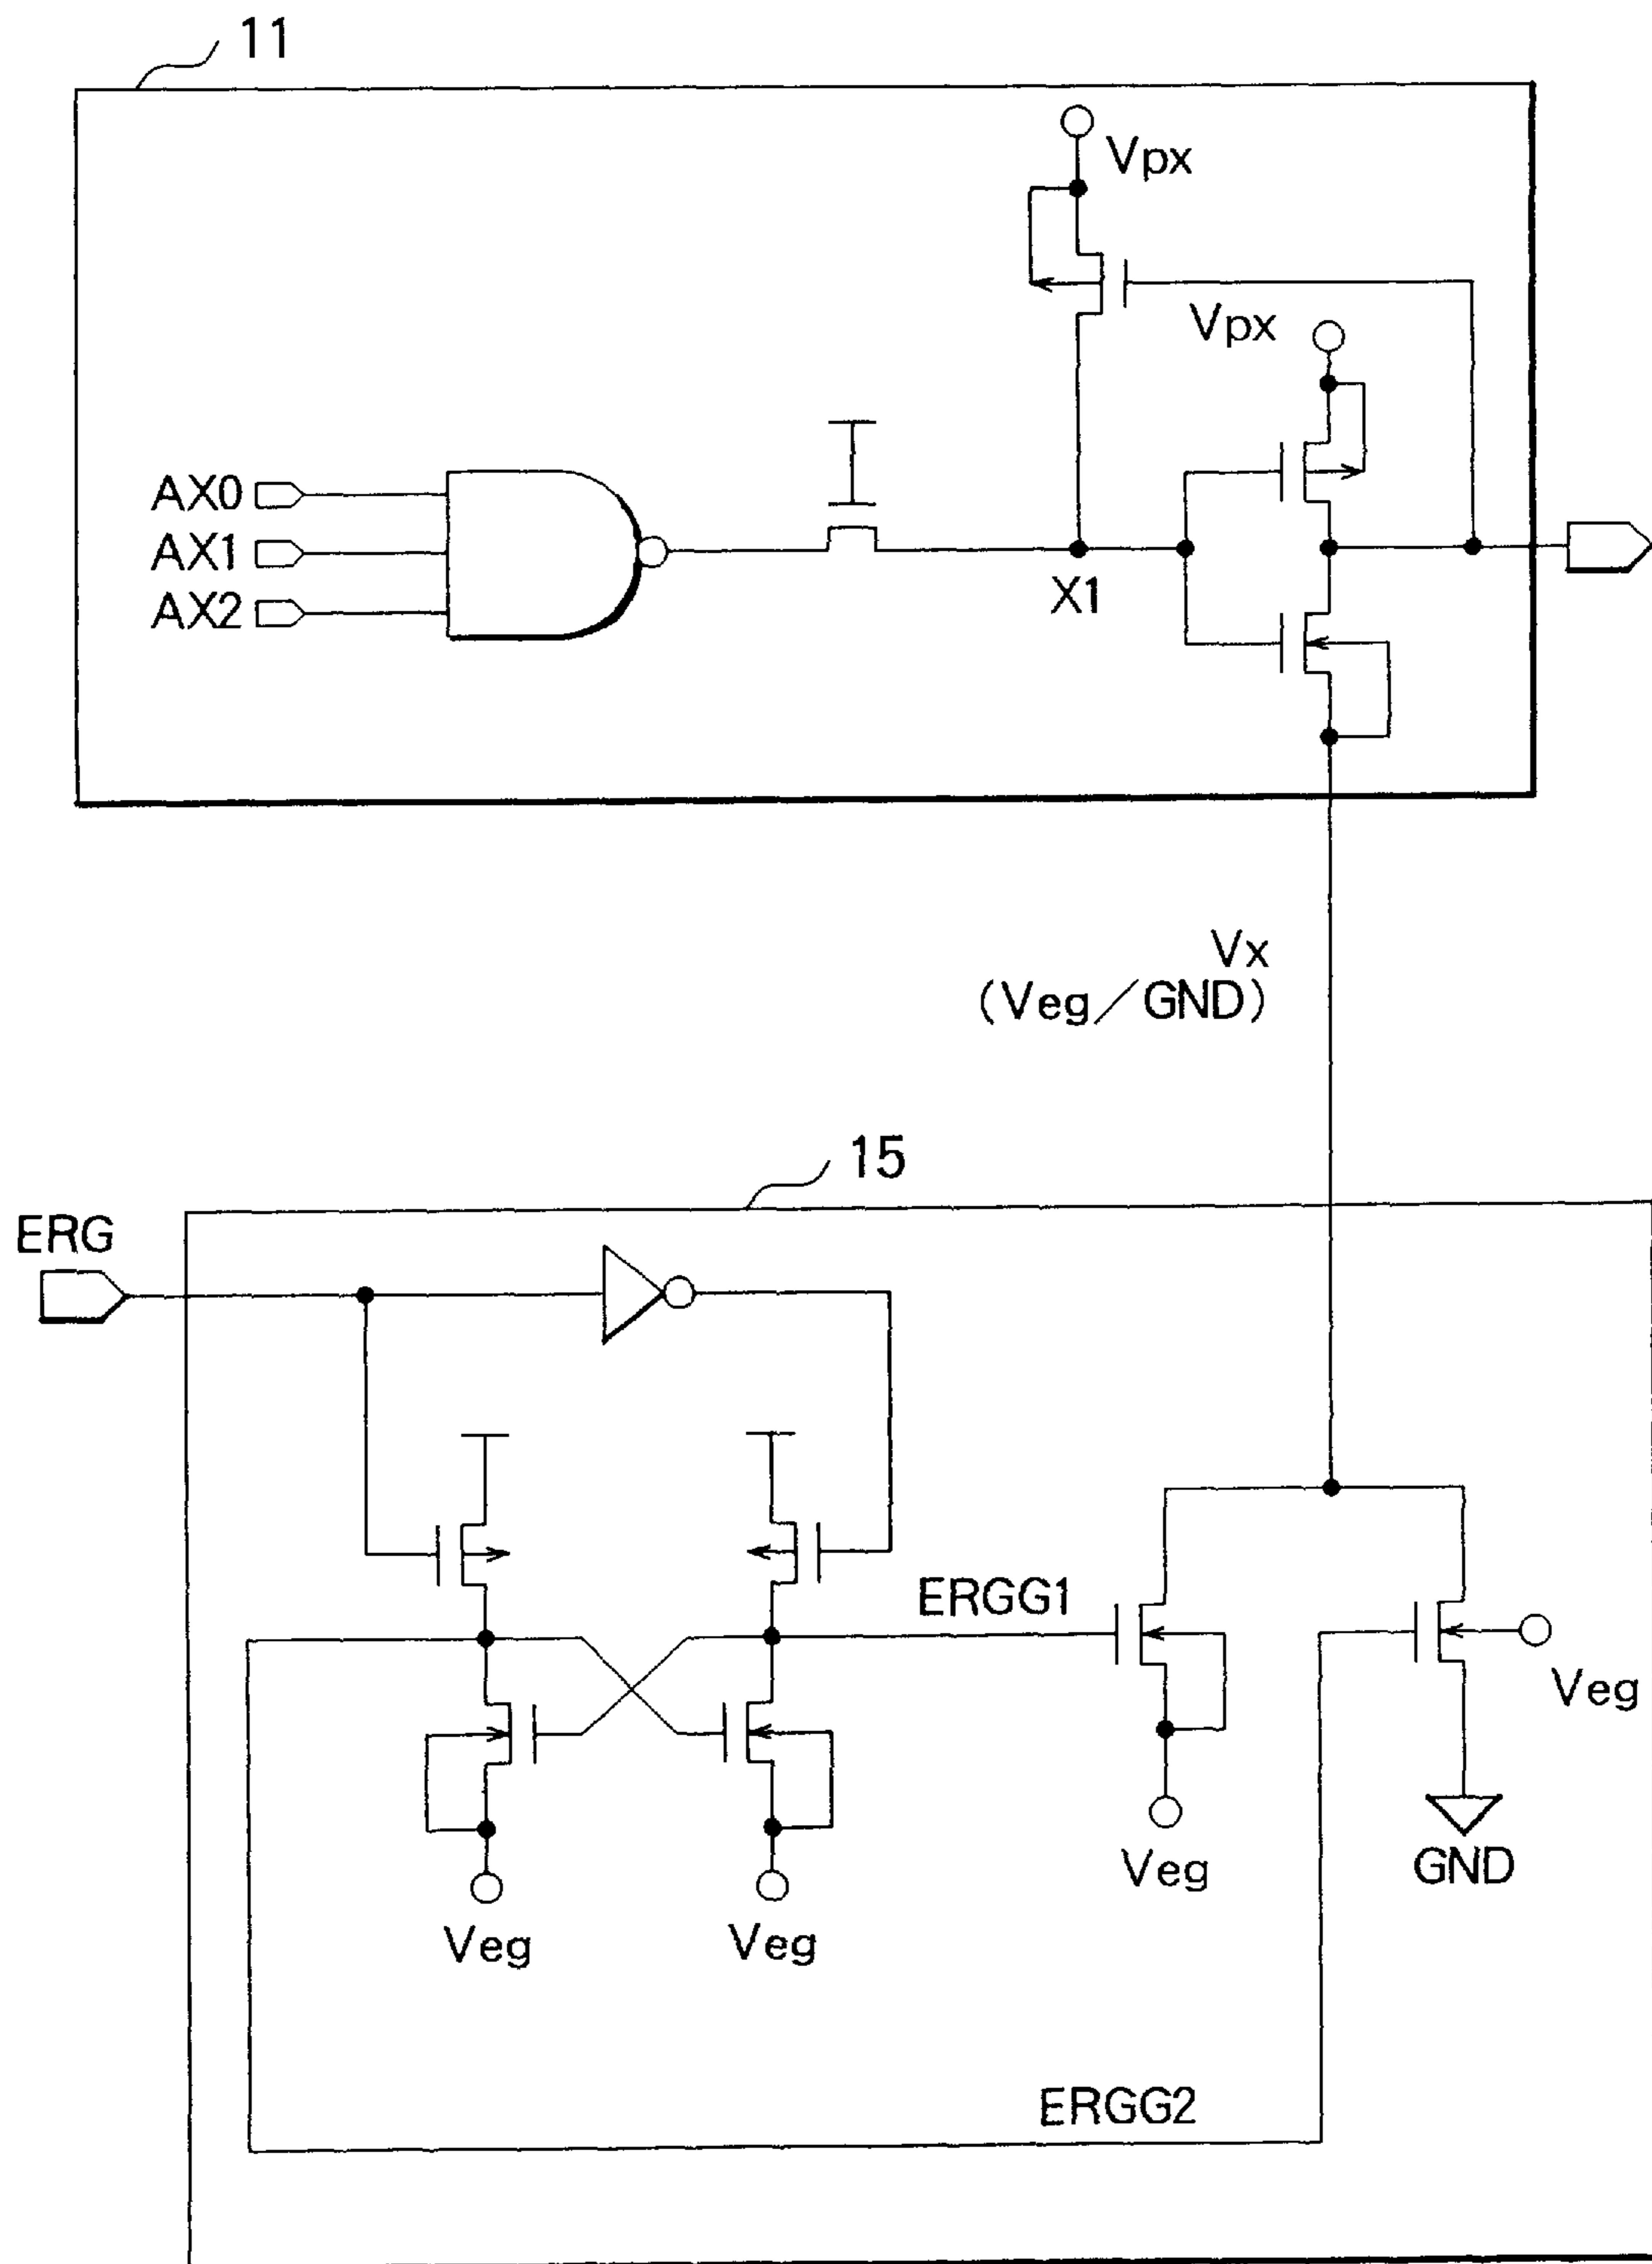 11
Vpx
Vpx
AX0
AX1
AX2
X1
Vx
(Veg／GND)
15
ERG
ERGG1
Veg
Veg
GND
Veg
Veg
ERGG2